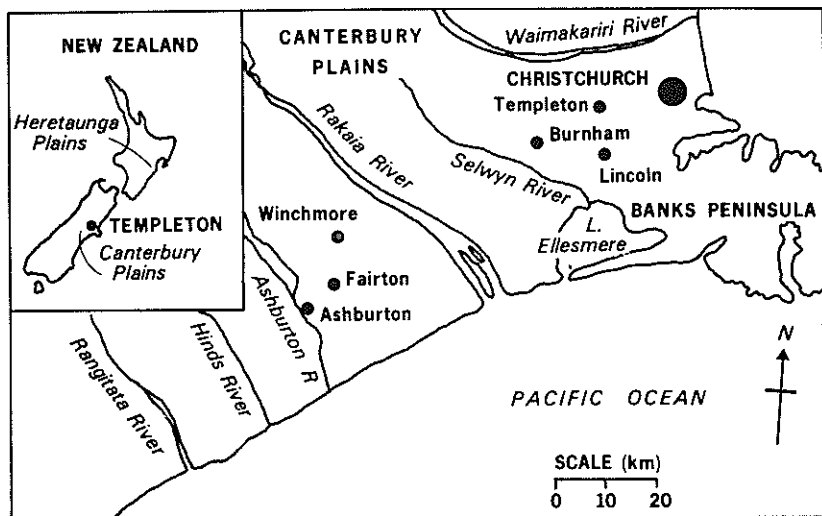 NEW ZEALAND
Heretaunga
Plains
TEMPLETON
Canterbury
Plains
CANTERBURY
PLAINS
Waimakariri River
CHRISTCHURCH
Templeton
Burnham
Lincoln
Rakaia River
Selwyn River
BANKS PENINSULA
L.
Ellesmere
Winchmore
Fairton
Ashburton
Ashburton R
Hinds River
Rangitata River
N
PACIFIC OCEAN
SCALE (km)
0 10 20